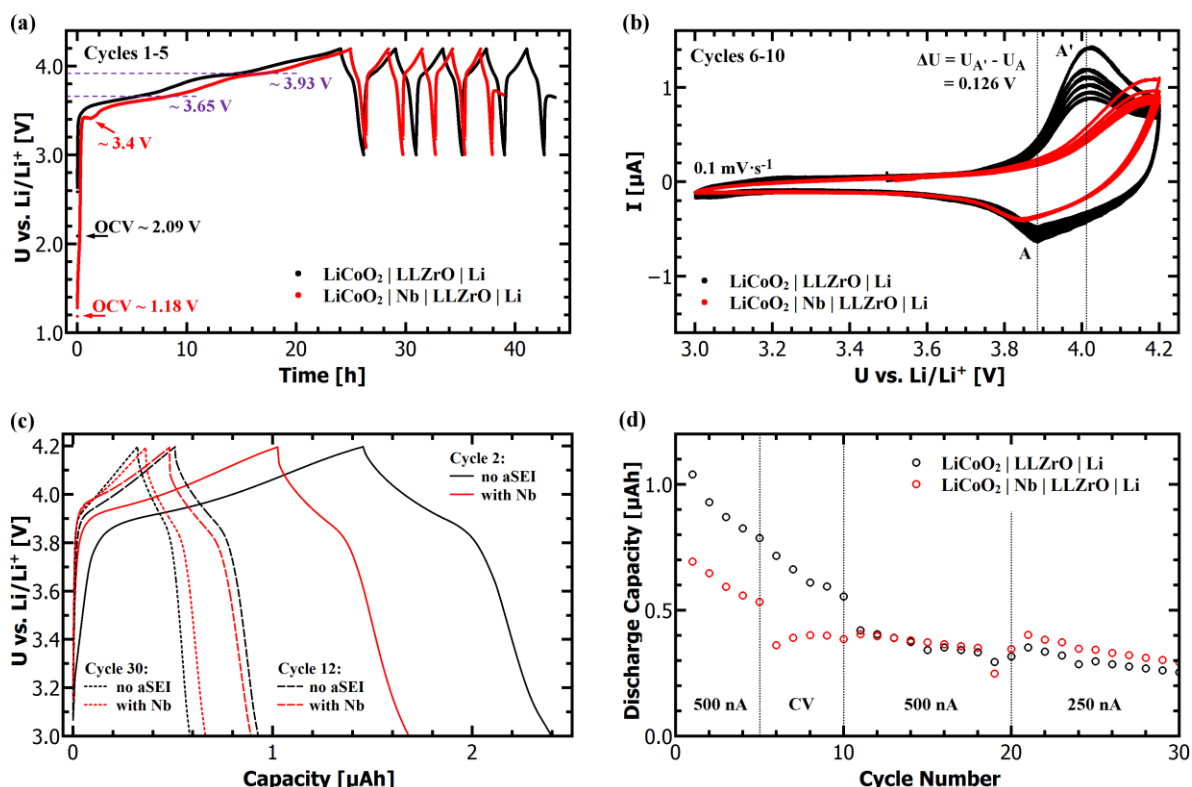 (a)
Cycles 1-5
~ 3.93 V
~ 3.65 V
~ 3.4 V
OCV ~ 2.09 V
OCV ~ 1.18 V
LiCoO₂ | LLZrO | Li
LiCoO₂ | Nb | LLZrO | Li
U vs. Li/Li⁺ [V]
4.0
3.0
2.0
1.0
0
10
20
30
40
Time [h]
(b)
Cycles 6-10
ΔU = U_A' - U_A
= 0.126 V
A'
0.1 mV·s⁻¹
A
LiCoO₂ | LLZrO | Li
LiCoO₂ | Nb | LLZrO | Li
I [µA]
1
0
−1
3.0
3.2
3.4
3.6
3.8
4.0
4.2
U vs. Li/Li⁺ [V]
(c)
Cycle 2:
no aSEI
with Nb
Cycle 30:
no aSEI
with Nb
Cycle 12:
no aSEI
with Nb
U vs. Li/Li⁺ [V]
4.2
4.0
3.8
3.6
3.4
3.2
3.0
0
1
2
Capacity [µAh]
(d)
LiCoO₂ | LLZrO | Li
LiCoO₂ | Nb | LLZrO | Li
500 nA
CV
500 nA
250 nA
Discharge Capacity [µAh]
1.0
0.5
0.0
0
10
20
30
Cycle Number